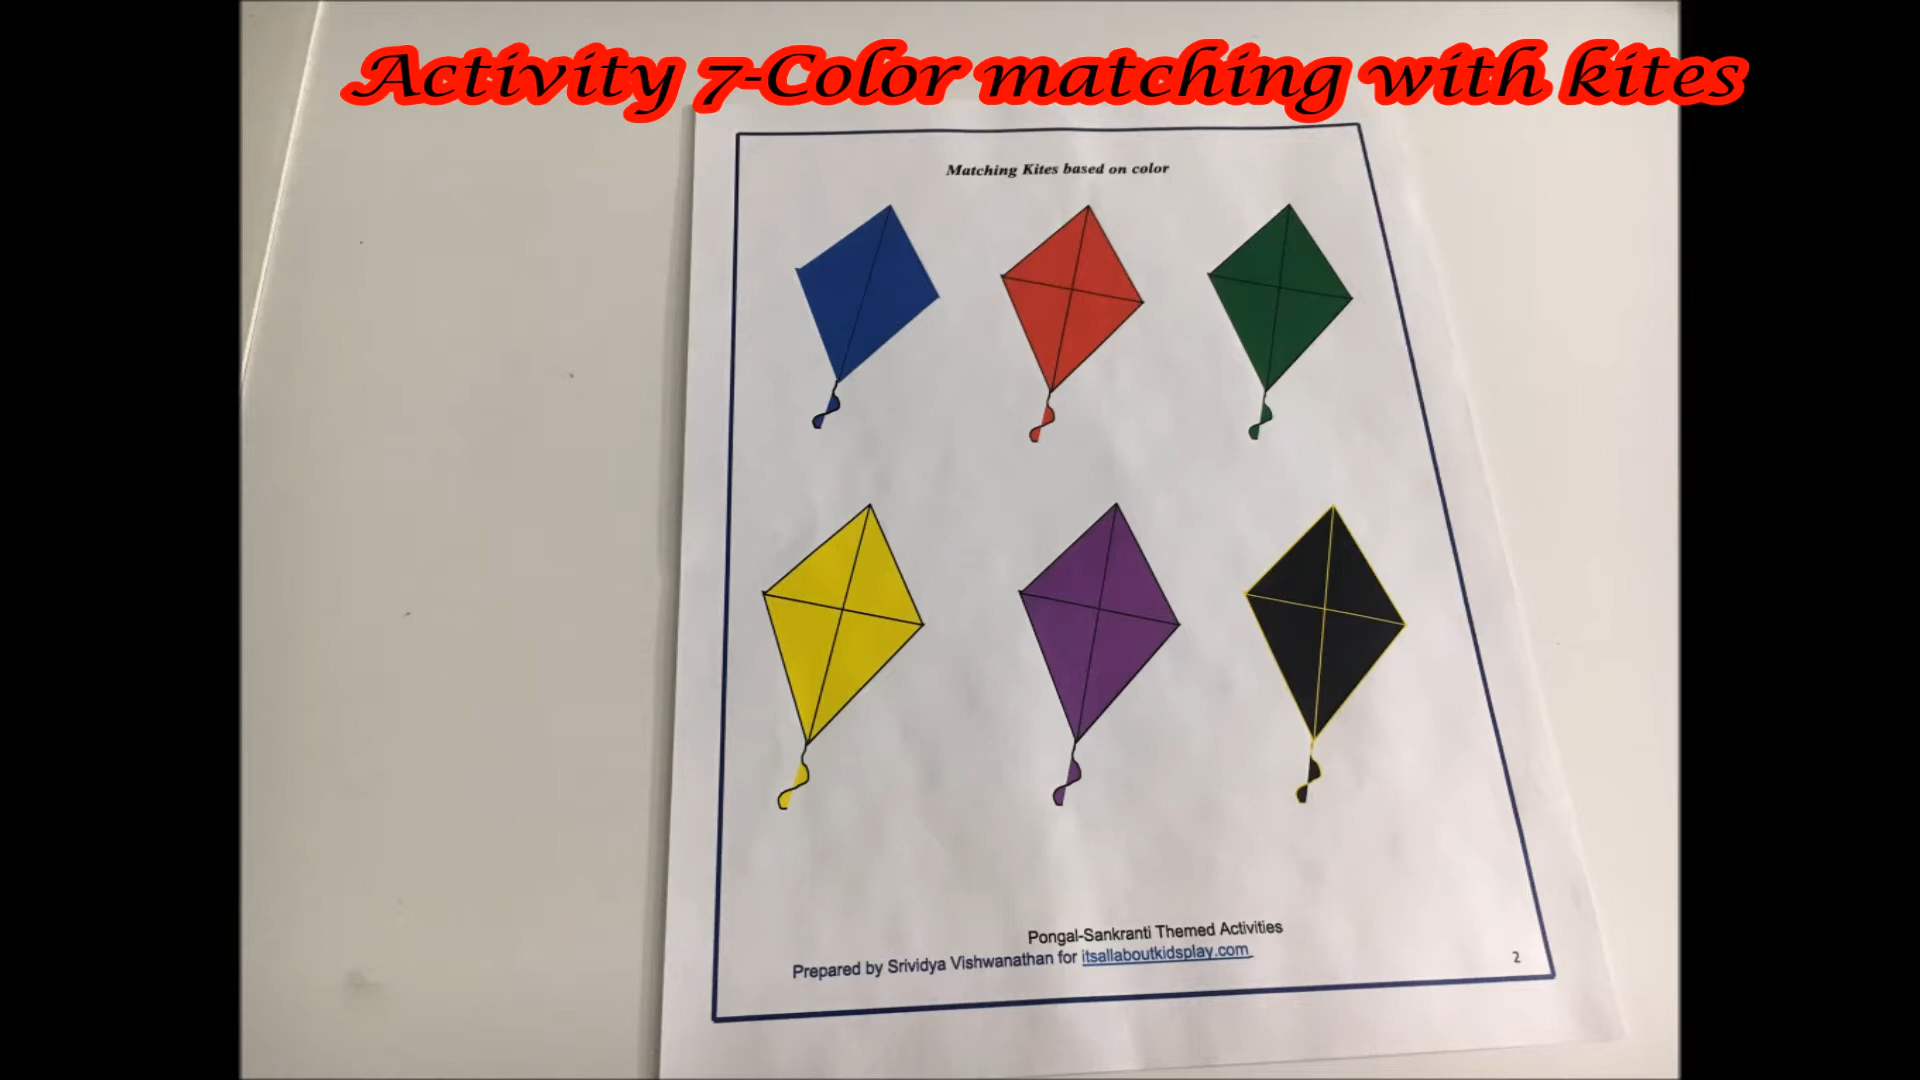 Activity 7-Color matching with kites
Matching Kites based on color
Pongal-Sankranti Themed Activities
Prepared by Srividya Vishwanathan for itsallaboutkidsplay.com
2